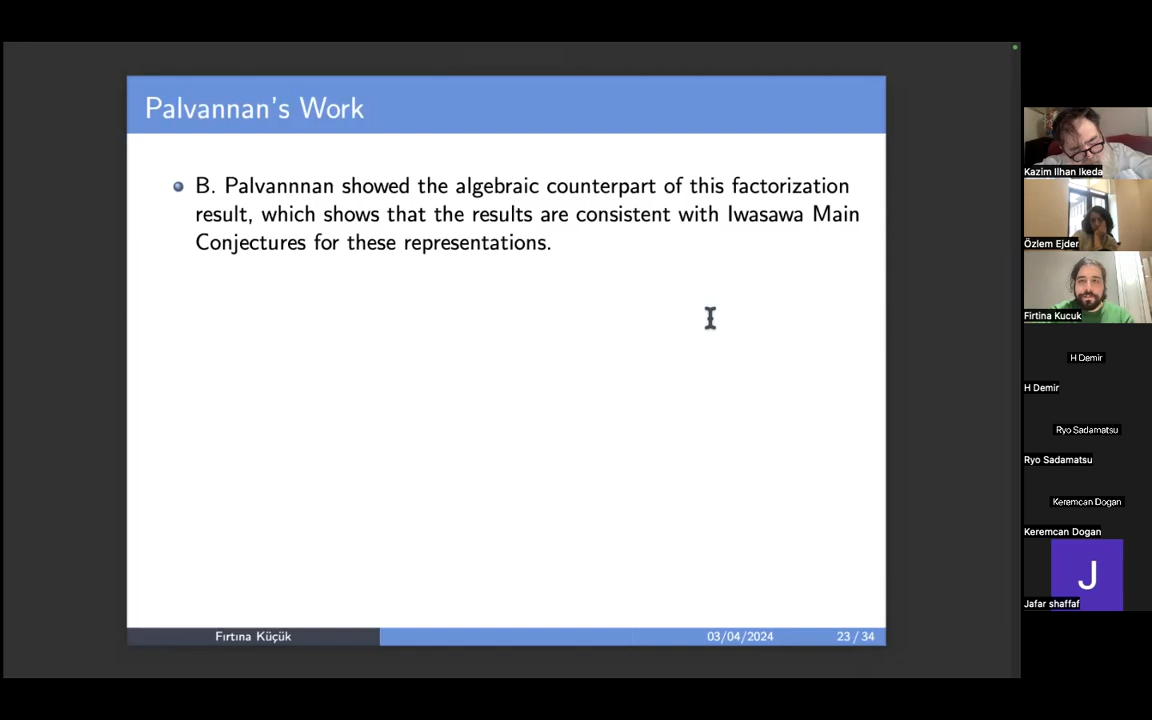 Palvannan's Work
B. Palvannnan showed the algebraic counterpart of this factorization
result, which shows that the results are consistent with Iwasawa Main
Conjectures for these representations.
Fırtına Küçük
03/04/2024
23 / 34
Kazim Ilhan Ikeda
Özlem Ejder
Firtina Kucuk
H Demir
H Demir
Ryo Sadamatsu
Ryo Sadamatsu
Keremcan Dogan
Keremcan Dogan
J
Jafar shaffaf